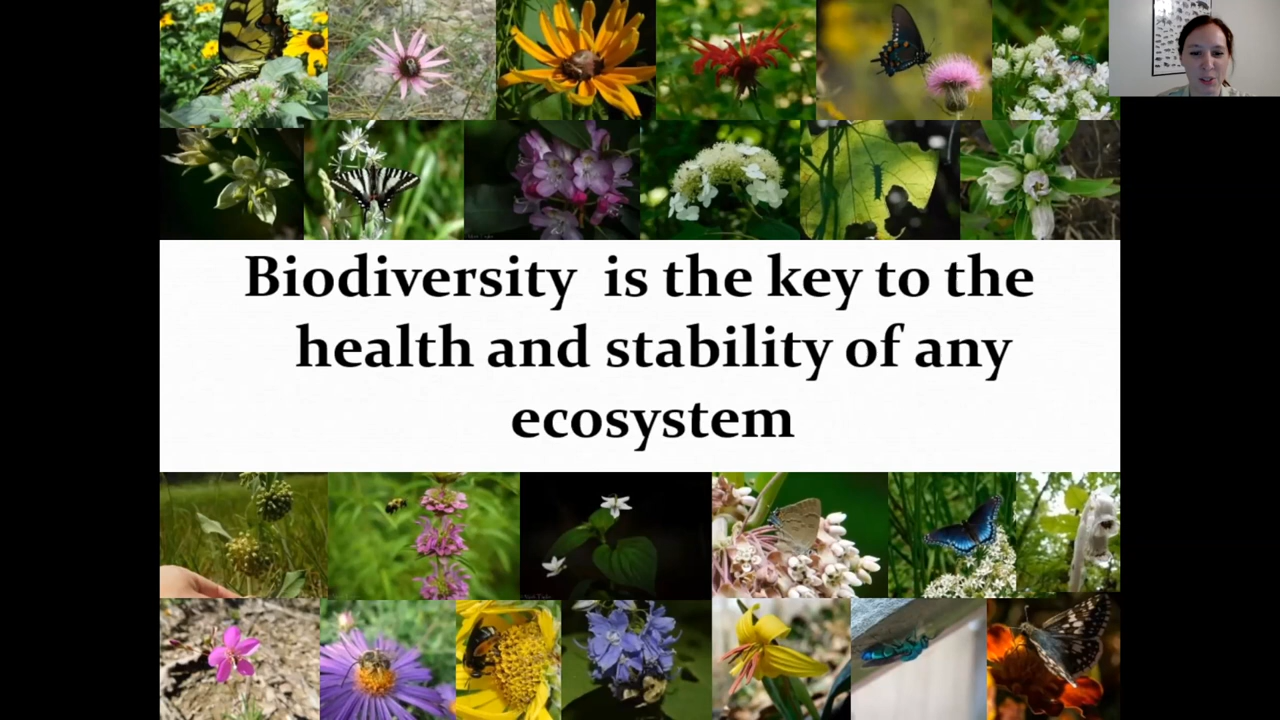 Biodiversity is the key to the
health and stability of any
ecosystem